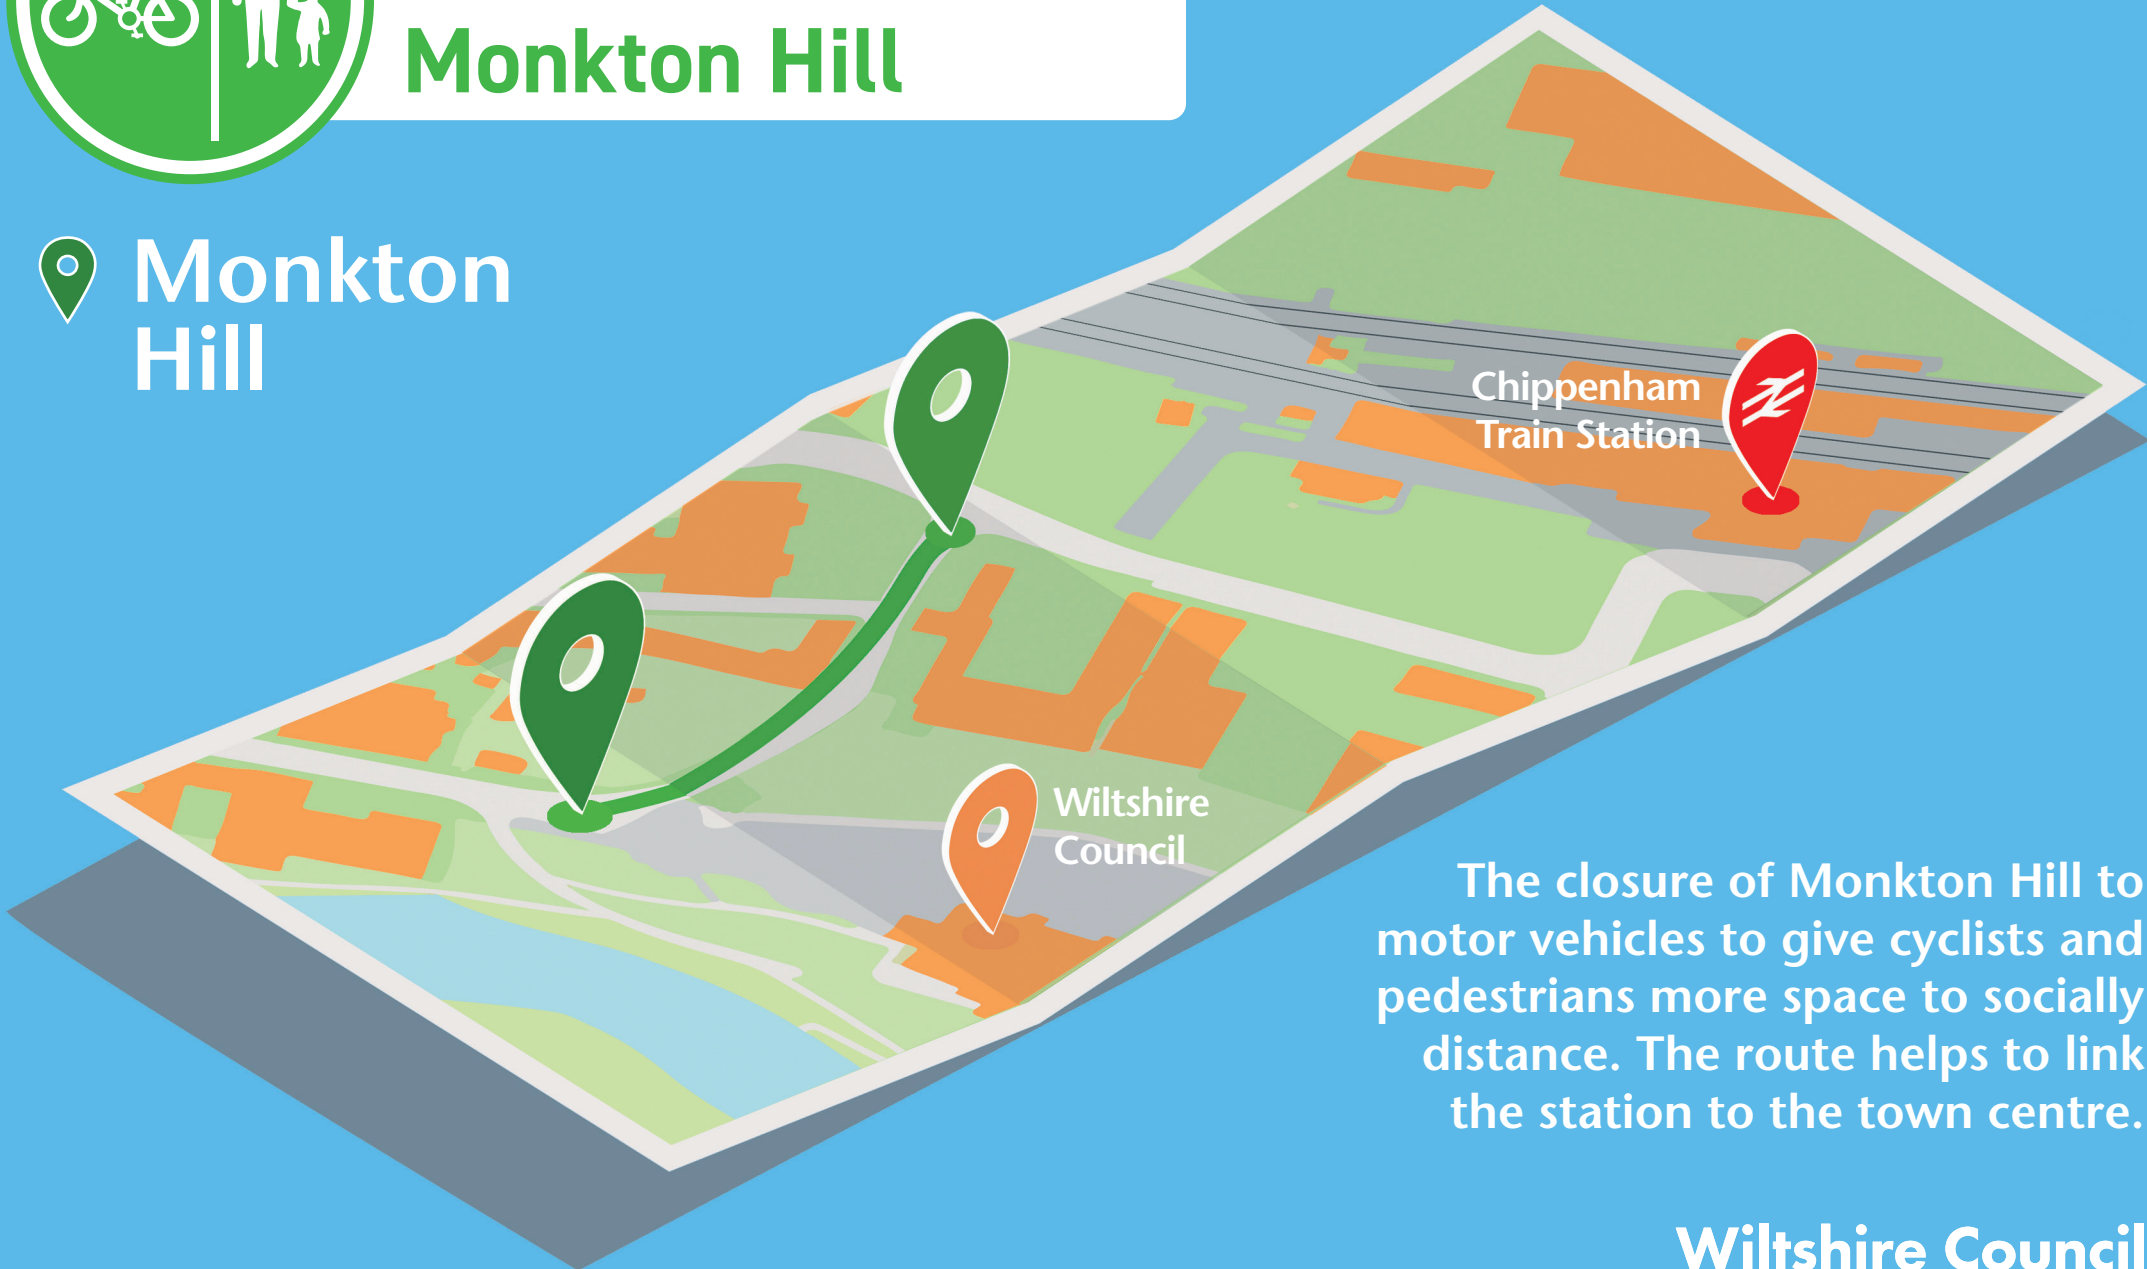 Monkton Hill
Monkton
Hill
Chippenham
Train Station
Wiltshire
Council
The closure of Monkton Hill to
motor vehicles to give cyclists and
pedestrians more space to socially
distance. The route helps to link
the station to the town centre.
Wiltshire Council